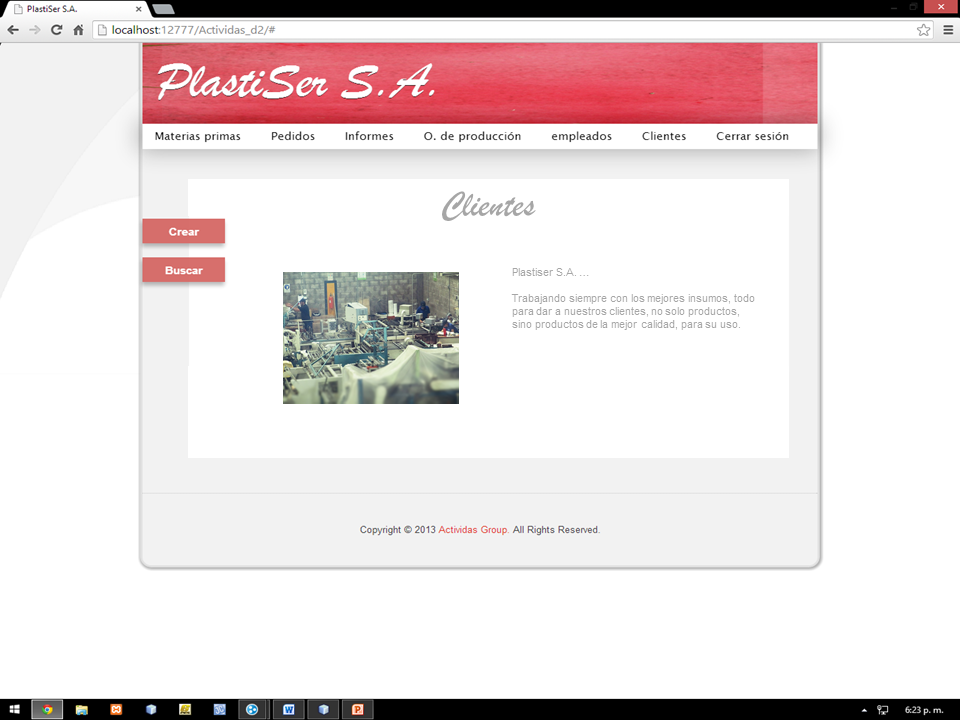 PlastiSer S.A.
localhost:12777/Actividas_d2/#
PlastiSer S.A.
Materias primas Pedidos Informes O. de producción empleados Clientes Cerrar sesión
Clientes
Crear
Buscar
Plastiser S.A. ...
Trabajando siempre con los mejores insumos, todo
para dar a nuestros clientes, no solo productos,
sino productos de la mejor calidad, para su uso.
Copyright © 2013 Actividas Group. All Rights Reserved.
6:23 p. m.